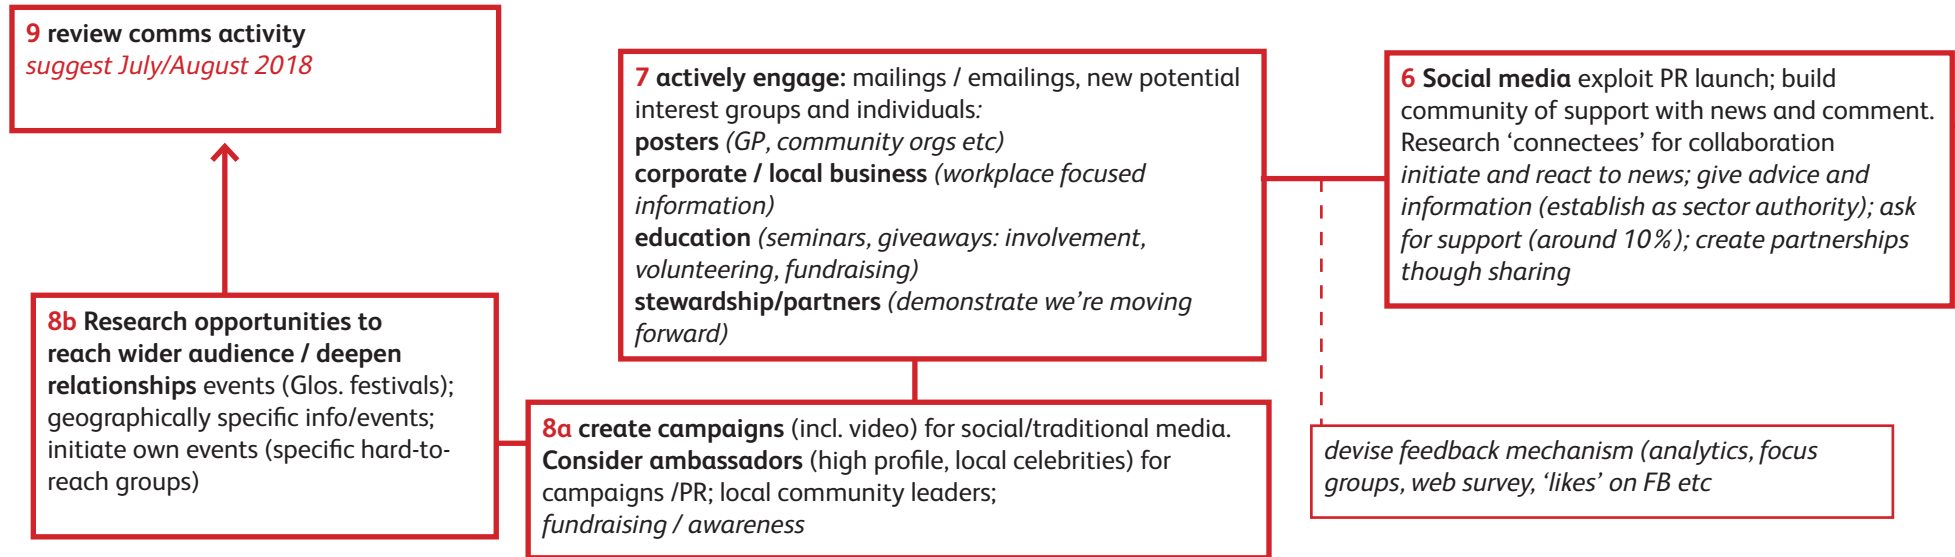 9 review comms activity
suggest July/August 2018
7 actively engage: mailings / emailings, new potential
interest groups and individuals:
posters (GP, community orgs etc)
corporate / local business (workplace focused
information)
education (seminars, giveaways: involvement,
volunteering, fundraising)
stewardship/partners (demonstrate we’re moving
forward)
6 Social media exploit PR launch; build
community of support with news and comment.
Research ‘connectees’ for collaboration
initiate and react to news; give advice and
information (establish as sector authority); ask
for support (around 10%); create partnerships
though sharing
8b Research opportunities to
reach wider audience / deepen
relationships events (Glos. festivals);
geographically specific info/events;
initiate own events (specific hard-to-
reach groups)
8a create campaigns (incl. video) for social/traditional media.
Consider ambassadors (high profile, local celebrities) for
campaigns /PR; local community leaders;
fundraising / awareness
devise feedback mechanism (analytics, focus
groups, web survey, ‘likes’ on FB etc